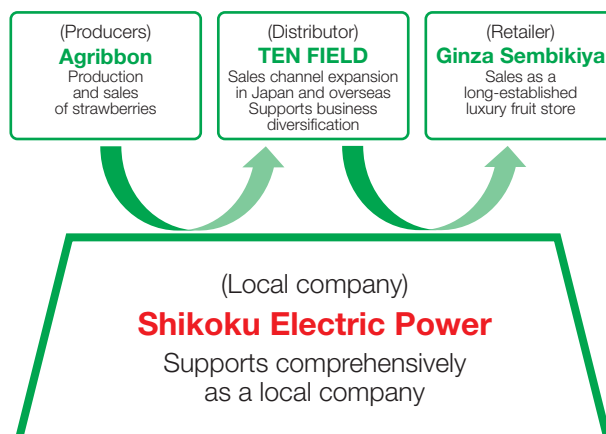 (Producers)
Agribbon
Production
and sales
of strawberries
(Distributor)
TEN FIELD
Sales channel expansion
in Japan and overseas
Supports business
diversification
(Retailer)
Ginza Sembikiya
Sales as a
long-established
luxury fruit store
(Local company)
Shikoku Electric Power
Supports comprehensively
as a local company